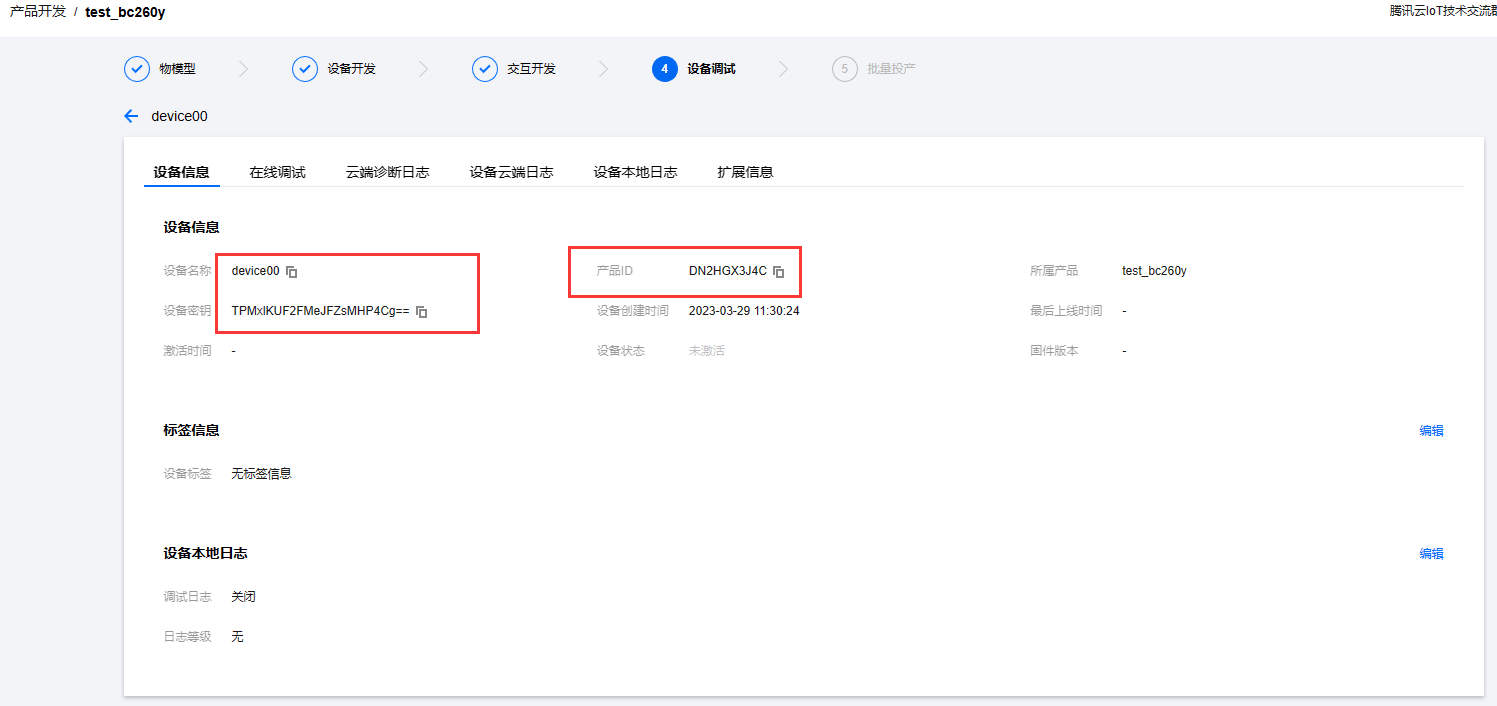 产品开发 / test_bc260y
腾讯云IoT技术交流群
物模型 设备开发 交互开发 4 设备调试 5 批量投产
device00
设备信息 在线调试 云端诊断日志 设备云端日志 设备本地日志 扩展信息
设备信息
设备名称 device00 产品ID DN2HGX3J4C 所属产品 test_bc260y
设备密钥 TPMxlKUF2FMeJFZsMHP4Cg== 设备创建时间 2023-03-29 11:30:24 最后上线时间 -
激活时间 - 设备状态 未激活 固件版本 -
标签信息 编辑
设备标签 无标签信息
设备本地日志 编辑
调试日志 关闭
日志等级 无